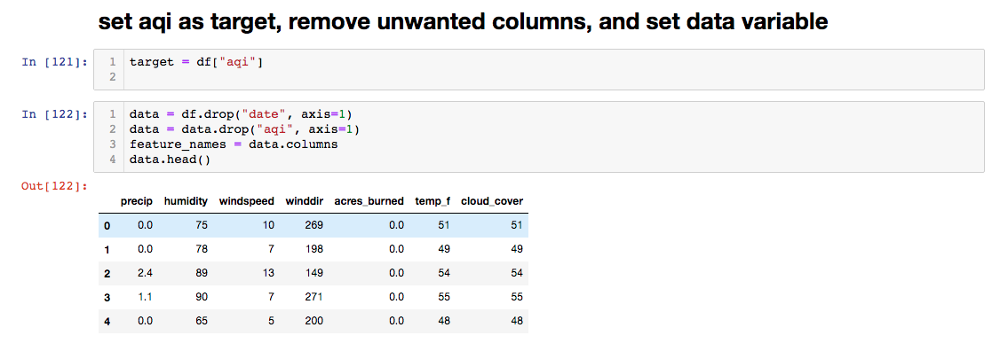 set aqi as target, remove unwanted columns, and set data variable
In [121]: 1 target = df["aqi"]
2
In [122]: 1 data = df.drop("date", axis=1)
2 data = data.drop("aqi", axis=1)
3 feature_names = data.columns
4 data.head()
Out[122]:
precip humidity windspeed winddir acres_burned temp_f cloud_cover
0 0.0 75 10 269 0.0 51 51
1 0.0 78 7 198 0.0 49 49
2 2.4 89 13 149 0.0 54 54
3 1.1 90 7 271 0.0 55 55
4 0.0 65 5 200 0.0 48 48